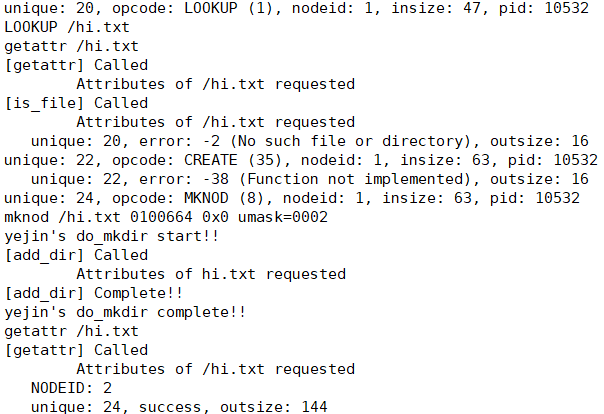 unique: 20, opcode: LOOKUP (1), nodeid: 1, insize: 47, pid: 10532
LOOKUP /hi.txt
getattr /hi.txt
[getattr] Called
        Attributes of /hi.txt requested
[is_file] Called
        Attributes of /hi.txt requested
   unique: 20, error: -2 (No such file or directory), outsize: 16
unique: 22, opcode: CREATE (35), nodeid: 1, insize: 63, pid: 10532
   unique: 22, error: -38 (Function not implemented), outsize: 16
unique: 24, opcode: MKNOD (8), nodeid: 1, insize: 63, pid: 10532
mknod /hi.txt 0100664 0x0 umask=0002
yejin's do_mkdir start!!
[add_dir] Called
        Attributes of hi.txt requested
[add_dir] Complete!!
yejin's do_mkdir complete!!
getattr /hi.txt
[getattr] Called
        Attributes of /hi.txt requested
   NODEID: 2
   unique: 24, success, outsize: 144